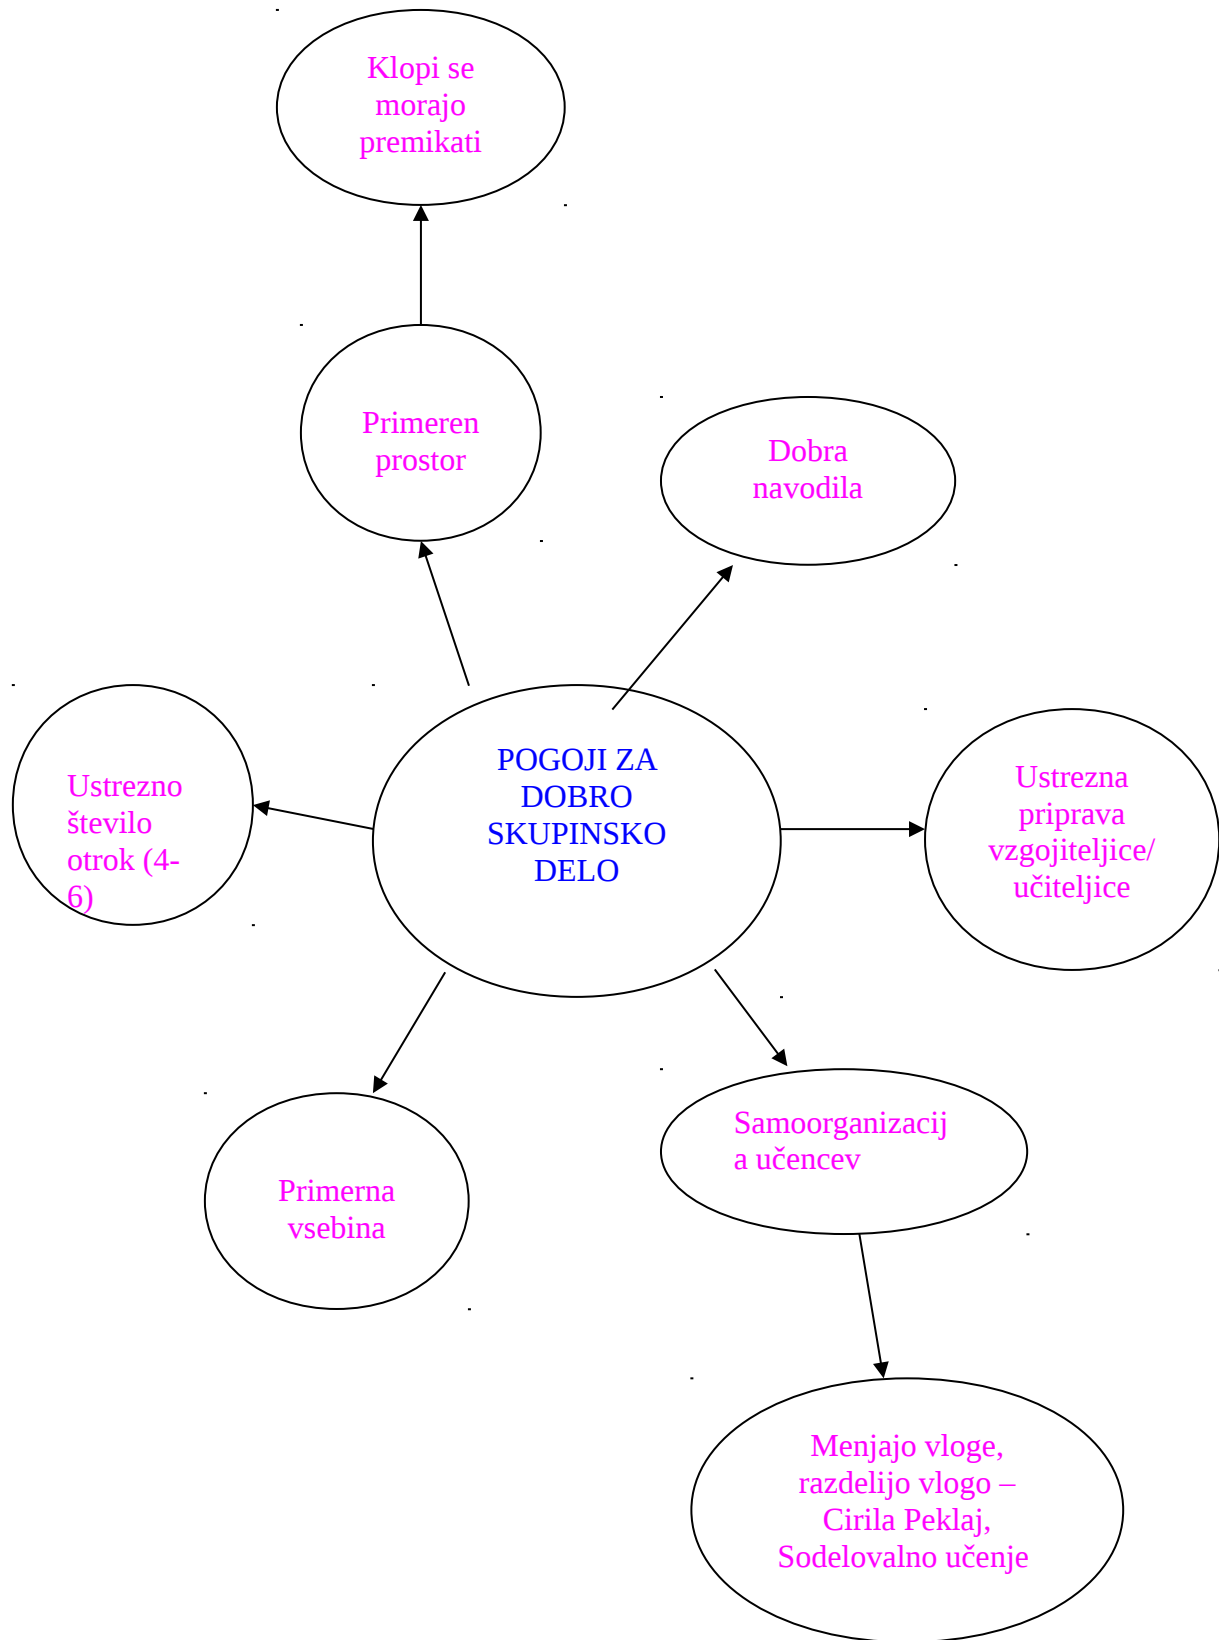 Klopi se
morajo
premikati
Primeren
prostor
Dobra
navodila
Ustrezno
število
otrok (4-
6)
POGOJI ZA
DOBRO
SKUPINSKO
DELO
Ustrezna
priprava
vzgojiteljice/
učiteljice
Primerna
vsebina
Samoorganizacij
a učencev
Menjajo vloge,
razdelijo vlogo –
Cirila Peklaj,
Sodelovalno učenje